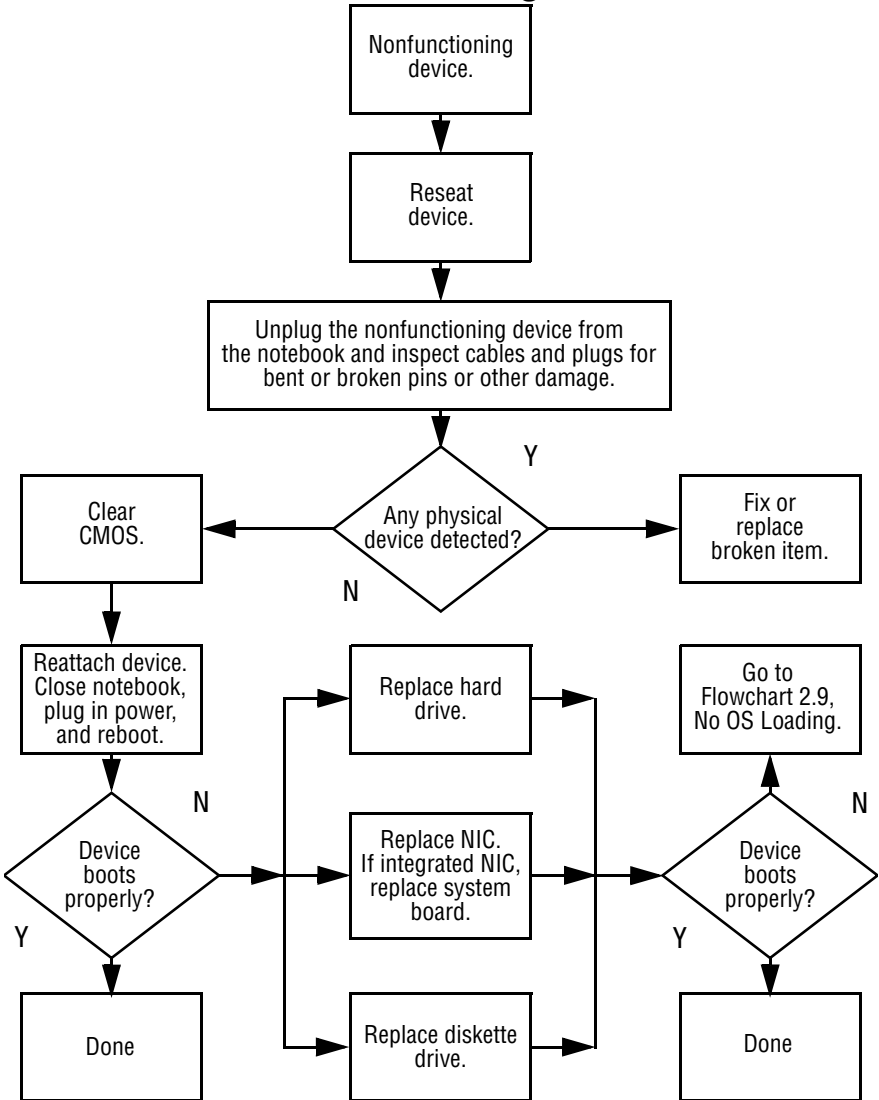 Nonfunctioning
device.
Reseat
device.
Unplug the nonfunctioning device from
the notebook and inspect cables and plugs for
bent or broken pins or other damage.
Y
Clear
CMOS.
Any physical
device detected?
Fix or
replace
broken item.
N
Reattach device.
Close notebook,
plug in power,
and reboot.
Replace hard
drive.
Go to
Flowchart 2.9,
No OS Loading.
N
Device
boots
properly?
Y
Replace NIC.
If integrated NIC,
replace system
board.
N
Device
boots
properly?
Y
Done
Replace diskette
drive.
Done